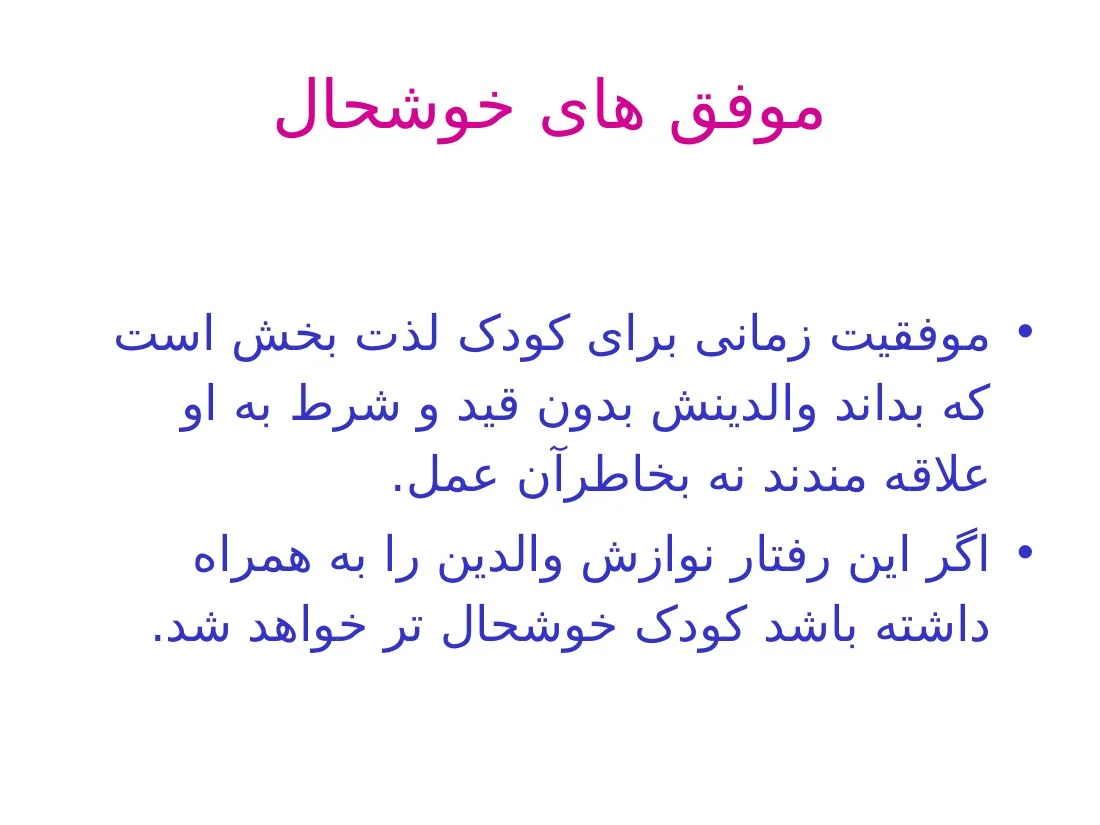 موفق های خوشحال
• موفقیت زمانی برای کودک لذت بخش است
که بداند والدینش بدون قید و شرط به او
علاقه مندند نه بخاطرآن عمل.
• اگر این رفتار نوازش والدین را به همراه
داشته باشد کودک خوشحال تر خواهد شد.